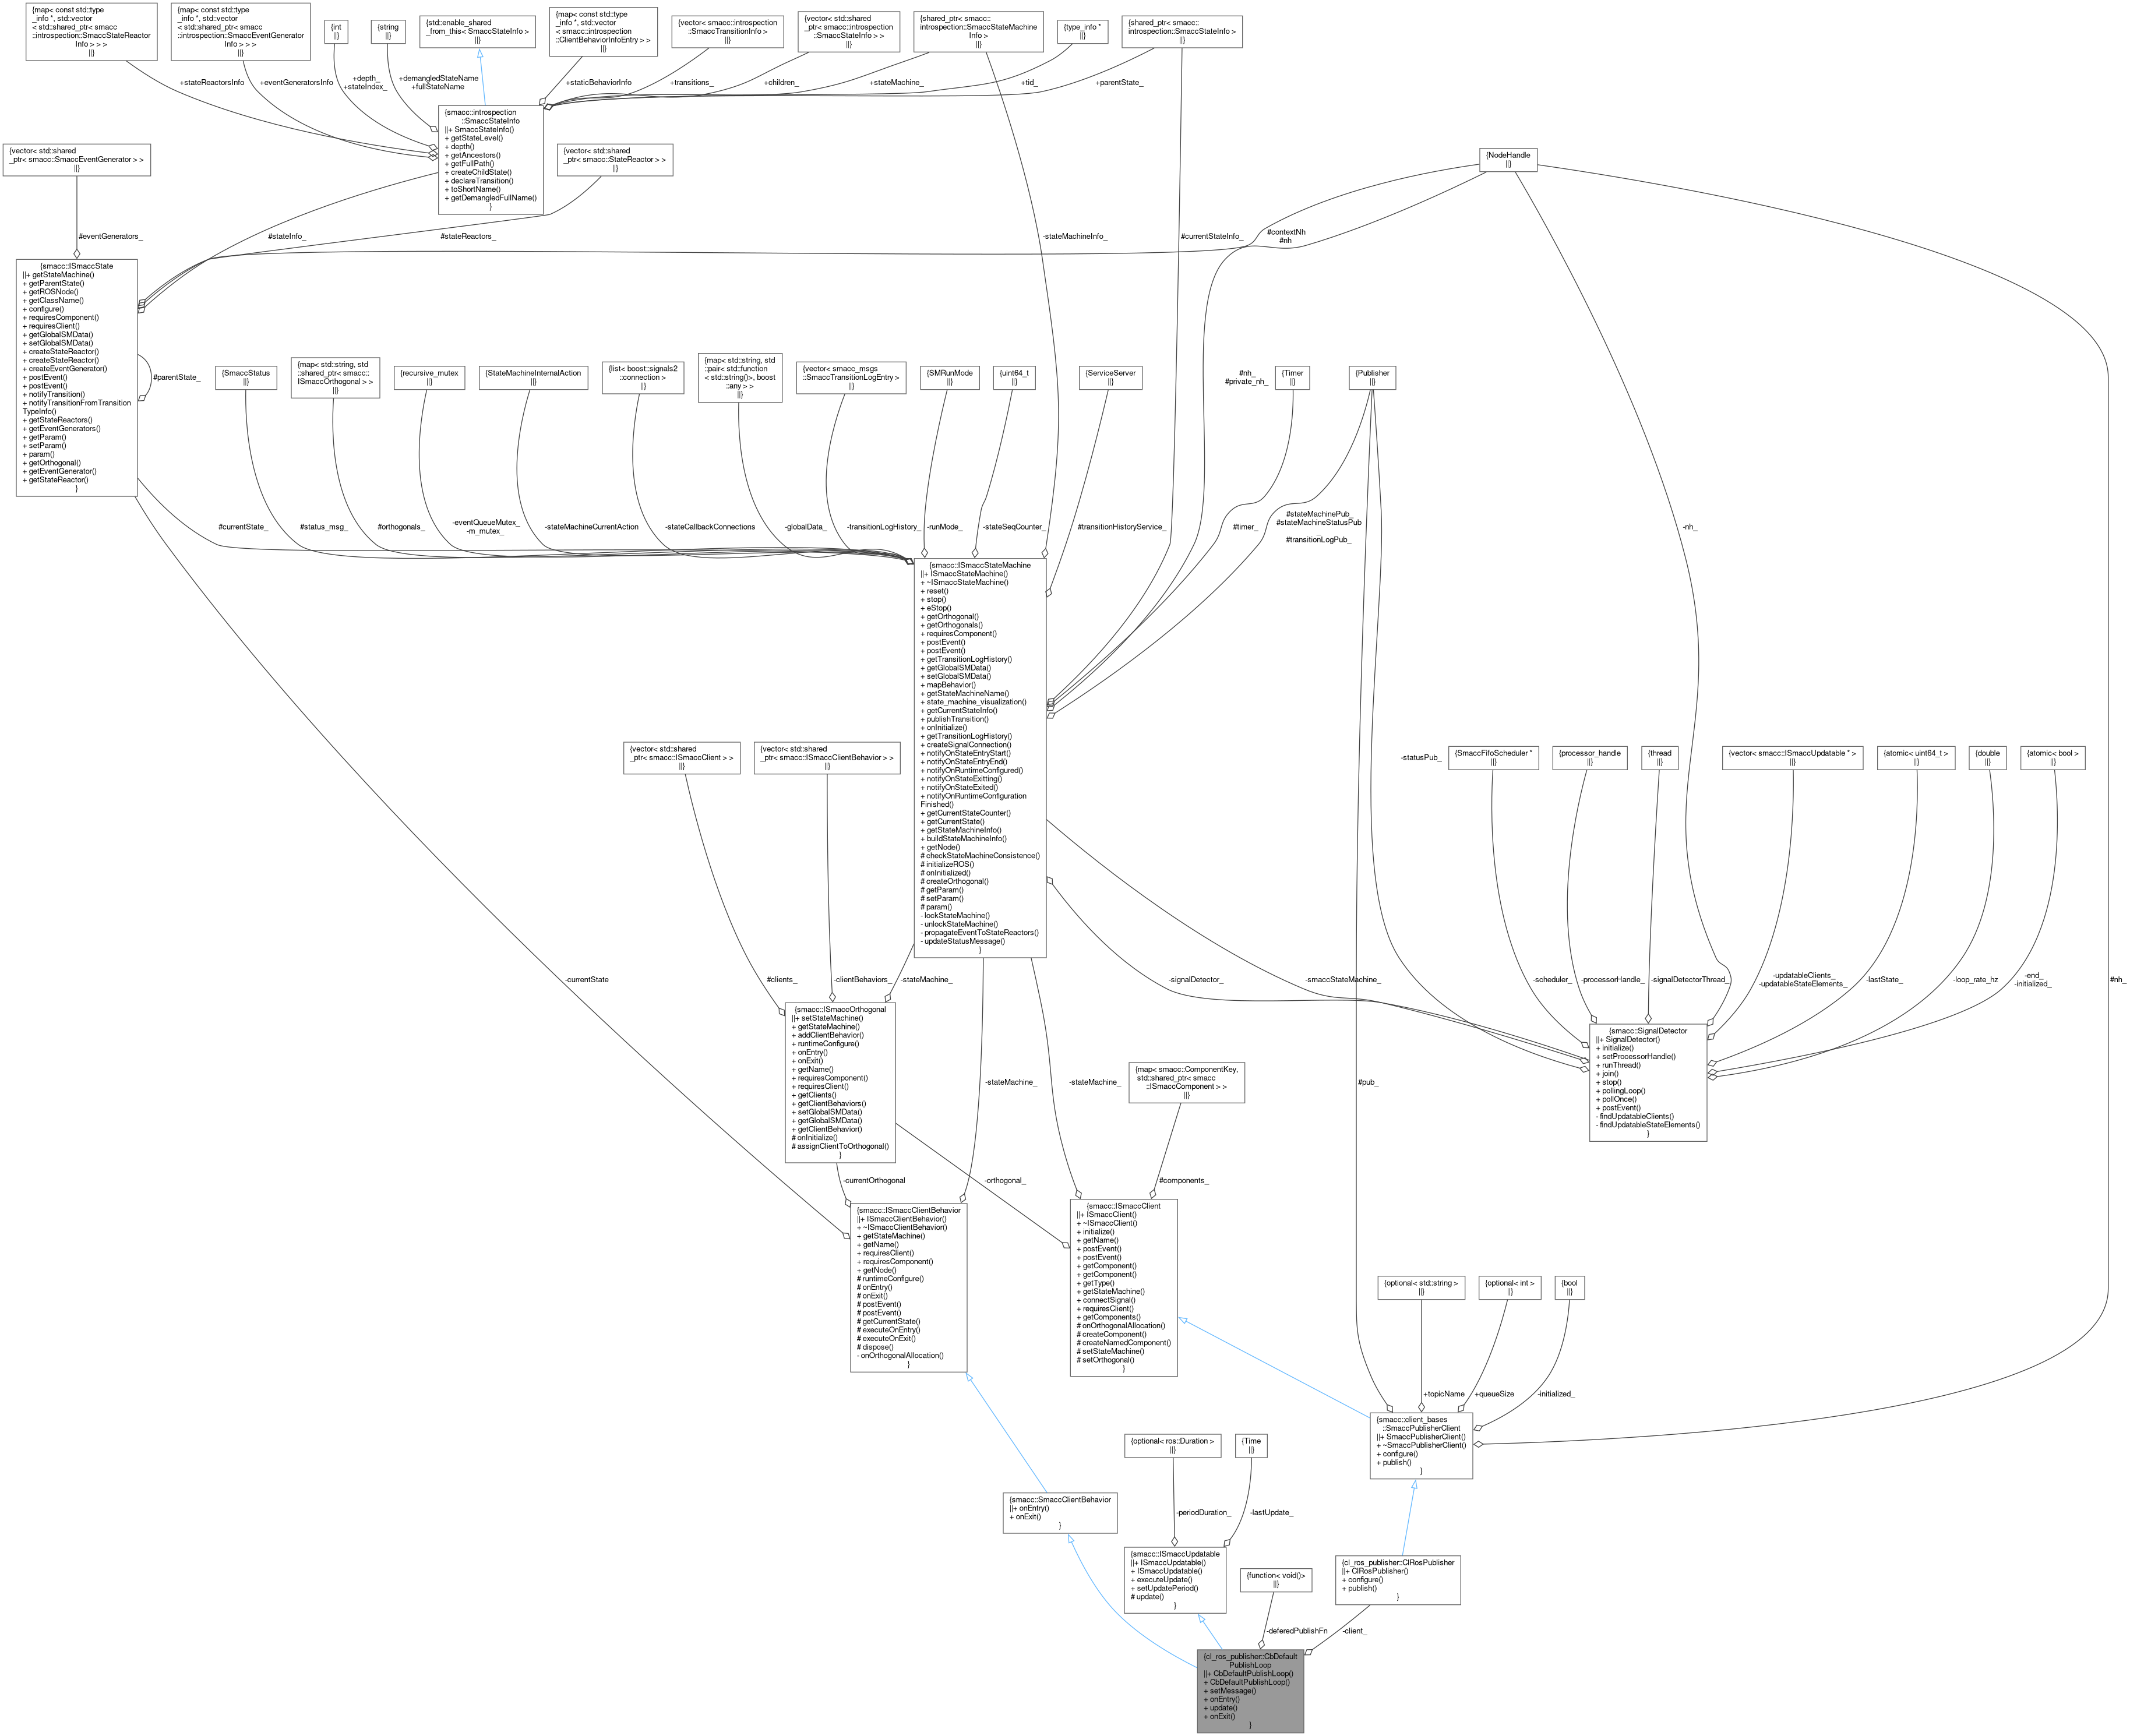 {map< const std::type
_info *, std::vector
< std::shared_ptr< smacc
::introspection::SmaccStateReactor
Info > > >
||}
{map< const std::type
_info *, std::vector
< std::shared_ptr< smacc
::introspection::SmaccEventGenerator
Info > > >
||}
{int
||}
{string
||}
{std::enable_shared
_from_this< SmaccStateInfo >
||}
{map< const std::type
_info *, std::vector
< smacc::introspection
::ClientBehaviorInfoEntry > >
||}
{vector< smacc::introspection
::SmaccTransitionInfo >
||}
{vector< std::shared
_ptr< smacc::introspection
::SmaccStateInfo > >
||}
{shared_ptr< smacc::
introspection::SmaccStateMachine
Info >
||}
{type_info *
||}
{shared_ptr< smacc::
introspection::SmaccStateInfo >
||}
+stateReactorsInfo
+eventGeneratorsInfo
+depth_
+stateIndex_
+demangledStateName
+fullStateName
+staticBehaviorInfo
+transitions_
+children_
+stateMachine_
+tid_
+parentState_
{smacc::introspection
::SmaccStateInfo
||+ SmaccStateInfo()
+ getStateLevel()
+ depth()
+ getAncestors()
+ getFullPath()
+ createChildState()
+ declareTransition()
+ toShortName()
+ getDemangledFullName()
}
{vector< std::shared
_ptr< smacc::SmaccEventGenerator > >
||}
{vector< std::shared
_ptr< smacc::StateReactor > >
||}
{NodeHandle
||}
#eventGenerators_
#stateInfo_
#stateReactors_
-stateMachineInfo_
#currentStateInfo_
#contextNh
#nh
{smacc::ISmaccState
||+ getStateMachine()
+ getParentState()
+ getROSNode()
+ getClassName()
+ configure()
+ requiresComponent()
+ requiresClient()
+ getGlobalSMData()
+ setGlobalSMData()
+ createStateReactor()
+ createStateReactor()
+ createEventGenerator()
+ postEvent()
+ postEvent()
+ notifyTransition()
+ notifyTransitionFromTransition
TypeInfo()
+ getStateReactors()
+ getEventGenerators()
+ getParam()
+ setParam()
+ param()
+ getOrthogonal()
+ getEventGenerator()
+ getStateReactor()
}
#parentState_
{SmaccStatus
||}
{map< std::string, std
::shared_ptr< smacc::
ISmaccOrthogonal > >
||}
{recursive_mutex
||}
{StateMachineInternalAction
||}
{list< boost::signals2
::connection >
||}
{map< std::string, std
::pair< std::function
< std::string()>, boost
::any > >
||}
{vector< smacc_msgs
::SmaccTransitionLogEntry >
||}
{SMRunMode
||}
{uint64_t
||}
{ServiceServer
||}
#nh_
#private_nh_
{Timer
||}
{Publisher
||}
#currentState_
#status_msg_
#orthogonals_
-eventQueueMutex_
-m_mutex_
-stateMachineCurrentAction
-stateCallbackConnections
-globalData_
-transitionLogHistory_
-runMode_
-stateSeqCounter_
#transitionHistoryService_
#timer_
#stateMachinePub_
#stateMachineStatusPub
_
#transitionLogPub_
-nh_
{smacc::ISmaccStateMachine
||+ ISmaccStateMachine()
+ ~ISmaccStateMachine()
+ reset()
+ stop()
+ eStop()
+ getOrthogonal()
+ getOrthogonals()
+ requiresComponent()
+ postEvent()
+ postEvent()
+ getTransitionLogHistory()
+ getGlobalSMData()
+ setGlobalSMData()
+ mapBehavior()
+ getStateMachineName()
+ state_machine_visualization()
+ getCurrentStateInfo()
+ publishTransition()
+ onInitialize()
+ getTransitionLogHistory()
+ createSignalConnection()
+ notifyOnStateEntryStart()
+ notifyOnStateEntryEnd()
+ notifyOnRuntimeConfigured()
+ notifyOnStateExitting()
+ notifyOnStateExited()
+ notifyOnRuntimeConfiguration
Finished()
+ getCurrentStateCounter()
+ getCurrentState()
+ getStateMachineInfo()
+ buildStateMachineInfo()
+ getNode()
# checkStateMachineConsistence()
# initializeROS()
# onInitialized()
# createOrthogonal()
# getParam()
# setParam()
# param()
- lockStateMachine()
- unlockStateMachine()
- propagateEventToStateReactors()
- updateStatusMessage()
}
{vector< std::shared
_ptr< smacc::ISmaccClient > >
||}
{vector< std::shared
_ptr< smacc::ISmaccClientBehavior > >
||}
-statusPub_
{SmaccFifoScheduler *
||}
{processor_handle
||}
{thread
||}
{vector< smacc::ISmaccUpdatable * >
||}
{atomic< uint64_t >
||}
{double
||}
{atomic< bool >
||}
-currentState
#clients_
-clientBehaviors_
-stateMachine_
-signalDetector_
-smaccStateMachine_
-scheduler_
-processorHandle_
-signalDetectorThread_
-updatableClients_
-updatableStateElements_
-lastState_
-loop_rate_hz
-end_
-initialized_
#nh_
{smacc::ISmaccOrthogonal
||+ setStateMachine()
+ getStateMachine()
+ addClientBehavior()
+ runtimeConfigure()
+ onEntry()
+ onExit()
+ getName()
+ requiresComponent()
+ requiresClient()
+ getClients()
+ getClientBehaviors()
+ setGlobalSMData()
+ getGlobalSMData()
+ getClientBehavior()
# onInitialize()
# assignClientToOrthogonal()
}
{smacc::SignalDetector
||+ SignalDetector()
+ initialize()
+ setProcessorHandle()
+ runThread()
+ join()
+ stop()
+ pollingLoop()
+ pollOnce()
+ postEvent()
- findUpdatableClients()
- findUpdatableStateElements()
}
-stateMachine_
-stateMachine_
{map< smacc::ComponentKey,
std::shared_ptr< smacc
::ISmaccComponent > >
||}
#pub_
-currentOrthogonal
-orthogonal_
#components_
{smacc::ISmaccClientBehavior
||+ ISmaccClientBehavior()
+ ~ISmaccClientBehavior()
+ getStateMachine()
+ getName()
+ requiresClient()
+ requiresComponent()
+ getNode()
# runtimeConfigure()
# onEntry()
# onExit()
# postEvent()
# postEvent()
# getCurrentState()
# executeOnEntry()
# executeOnExit()
# dispose()
- onOrthogonalAllocation()
}
{smacc::ISmaccClient
||+ ISmaccClient()
+ ~ISmaccClient()
+ initialize()
+ getName()
+ postEvent()
+ postEvent()
+ getComponent()
+ getComponent()
+ getType()
+ getStateMachine()
+ connectSignal()
+ requiresClient()
+ getComponents()
# onOrthogonalAllocation()
# createComponent()
# createNamedComponent()
# setStateMachine()
# setOrthogonal()
}
{optional< std::string >
||}
{optional< int >
||}
{bool
||}
+topicName
+queueSize
-initialized_
{smacc::client_bases
::SmaccPublisherClient
||+ SmaccPublisherClient()
+ ~SmaccPublisherClient()
+ configure()
+ publish()
}
{optional< ros::Duration >
||}
{Time
||}
{smacc::SmaccClientBehavior
||+ onEntry()
+ onExit()
}
-periodDuration_
-lastUpdate_
{smacc::ISmaccUpdatable
||+ ISmaccUpdatable()
+ ISmaccUpdatable()
+ executeUpdate()
+ setUpdatePeriod()
# update()
}
{function< void()>
||}
{cl_ros_publisher::ClRosPublisher
||+ ClRosPublisher()
+ configure()
+ publish()
}
-deferedPublishFn
-client_
{cl_ros_publisher::CbDefault
PublishLoop
||+ CbDefaultPublishLoop()
+ CbDefaultPublishLoop()
+ setMessage()
+ onEntry()
+ update()
+ onExit()
}